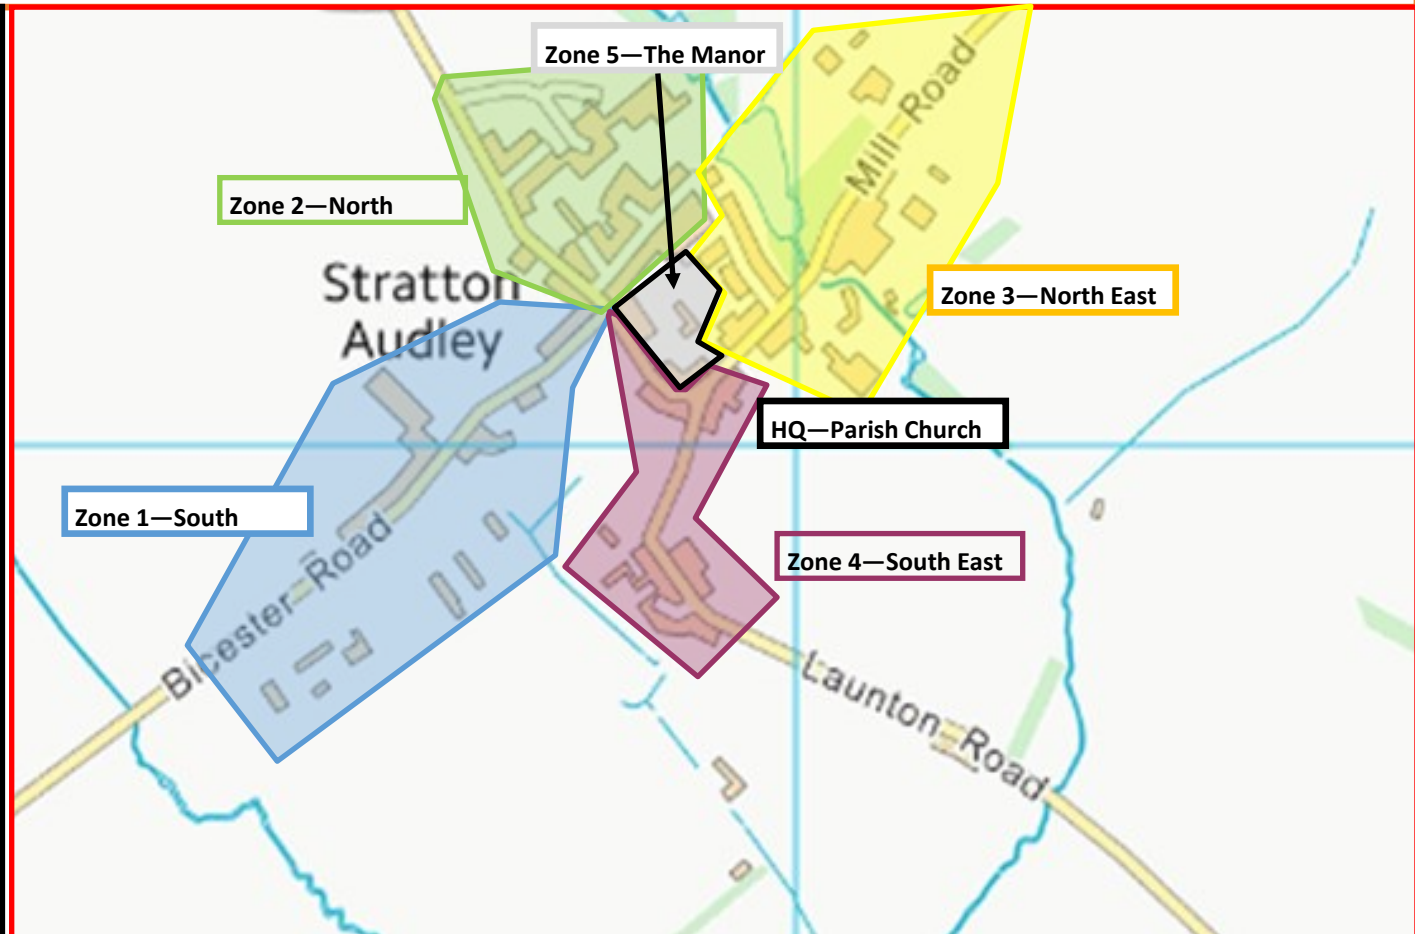 Zone 5—The Manor
Mill Road
Zone 2—North
Stratton
Audley
Zone 3—North East
HQ—Parish Church
Zone 1—South
Bicester Road
Zone 4—South East
Launton Road